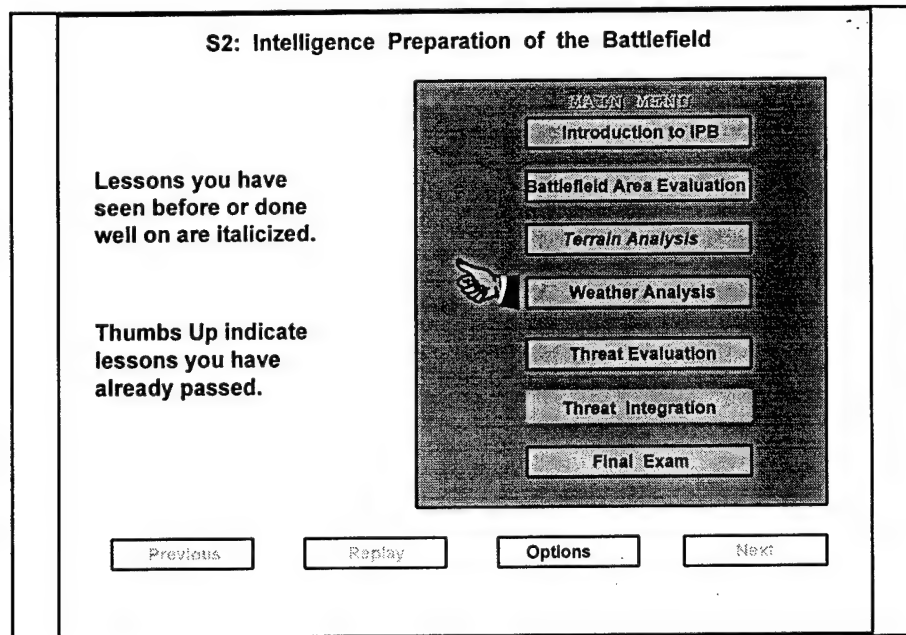 S2: Intelligence Preparation of the Battlefield
Lessons you have
seen before or done
well on are italicized.
Thumbs Up indicate
lessons you have
already passed.
MAIN MENU
Introduction to IPB
Battlefield Area Evaluation
Terrain Analysis
Weather Analysis
Threat Evaluation
Threat Integration
Final Exam
Previous
Replay
Options
Next